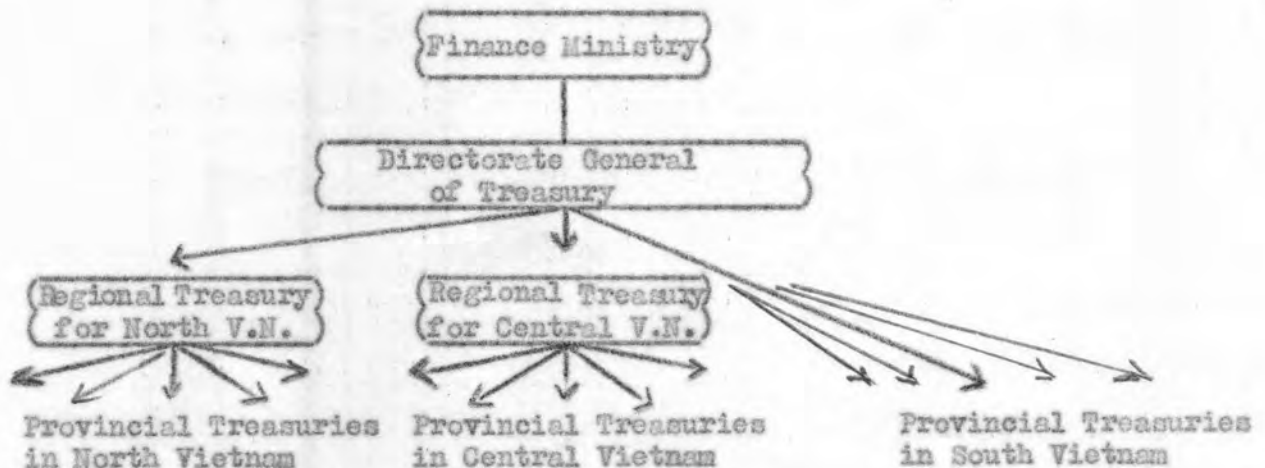 Finance Ministry
Directorate General
of Treasury
Regional Treasury
for North V.N.
Regional Treasury
for Central V.N.
Provincial Treasuries
in North Vietnam
Provincial Treasuries
in Central Vietnam
Provincial Treasuries
in South Vietnam